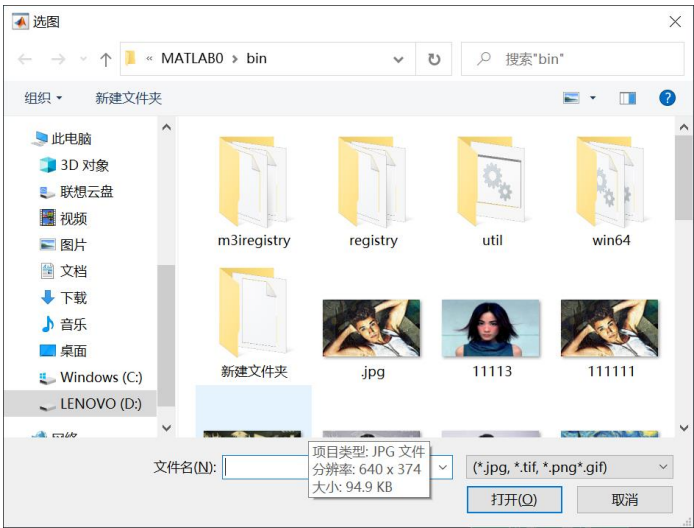 选图
« MATLAB0 › bin
搜索"bin"
组织
新建文件夹
此电脑
3D 对象
联想云盘
视频
图片
文档
下载
音乐
桌面
Windows (C:)
LENOVO (D:)
m3iregistry
registry
util
win64
新建文件夹
.jpg
11113
111111
文件名(N):
项目类型: JPG 文件
分辨率: 640 x 374
大小: 94.9 KB
(*.jpg, *.tif, *.png*.gif)
打开(O)
取消